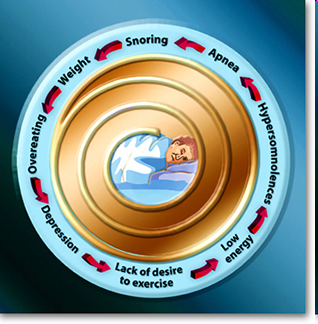 Snoring
Apnea
Hypersomnolences
Low
energy
Lack of desire
to exercise
Depression
Overeating
Weight